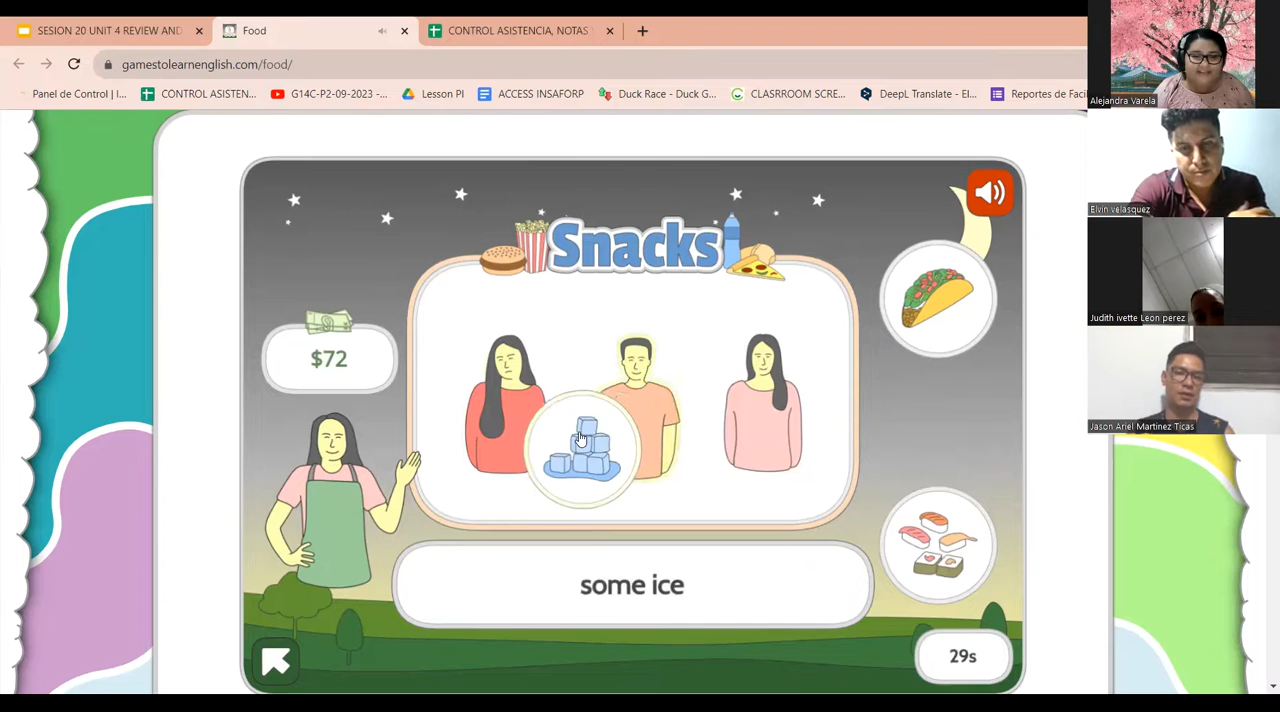 SESION 20 UNIT 4 REVIEW AND
Food
CONTROL ASISTENCIA, NOTAS
gamestolearnenglish.com/food/
Panel de Control | I...
CONTROL ASISTEN...
G14C-P2-09-2023 -...
Lesson Pl
ACCESS INSAFORP
Duck Race - Duck G...
CLASRROOM SCRE...
DeepL Translate - El...
Reportes de Facil
Alejandra Varela
Elvin velasquez
Judith ivette Leon perez
Jason Ariel Martinez Ticas
Snacks
$72
some ice
29s